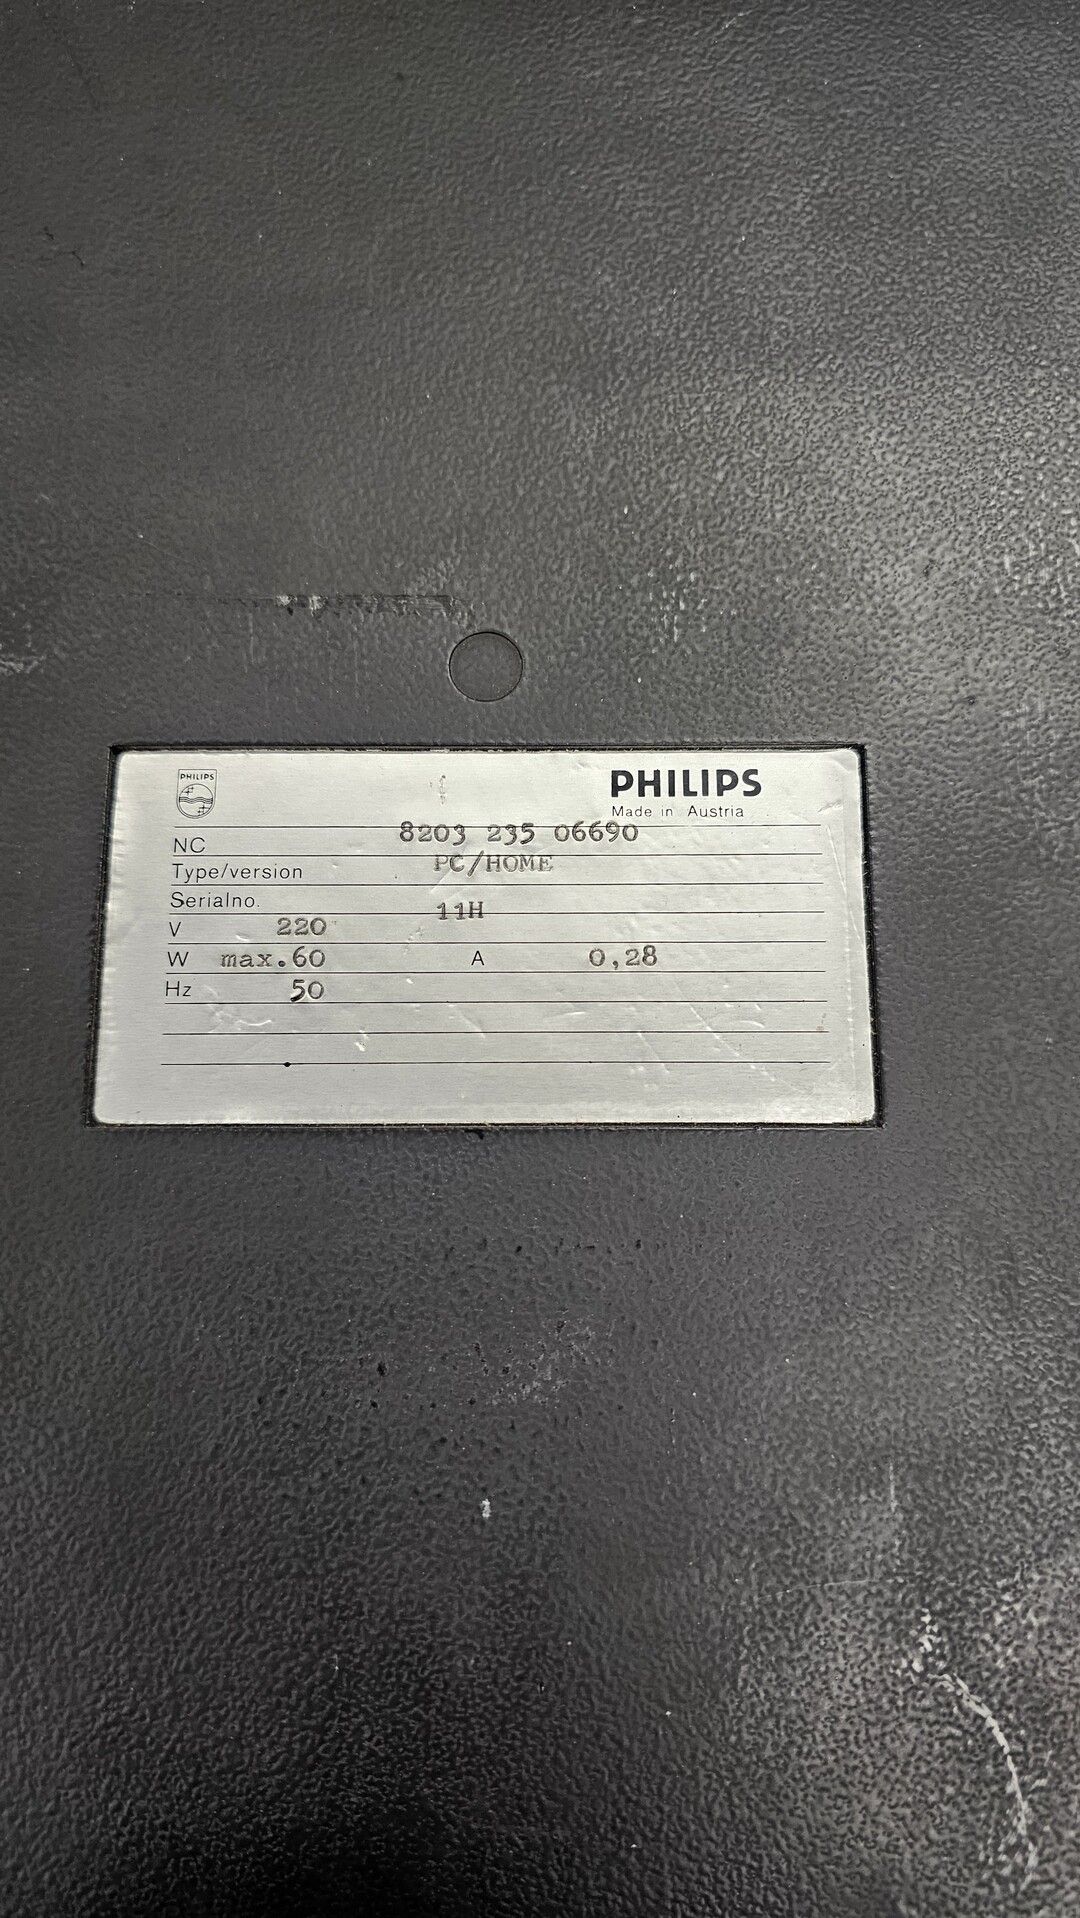 PHILIPS
PHILIPS
Made in Austria
NC 8203 235 06690
Type/version PC/HOME
Serialno. 11H
V 220
W max.60 A 0,28
Hz 50